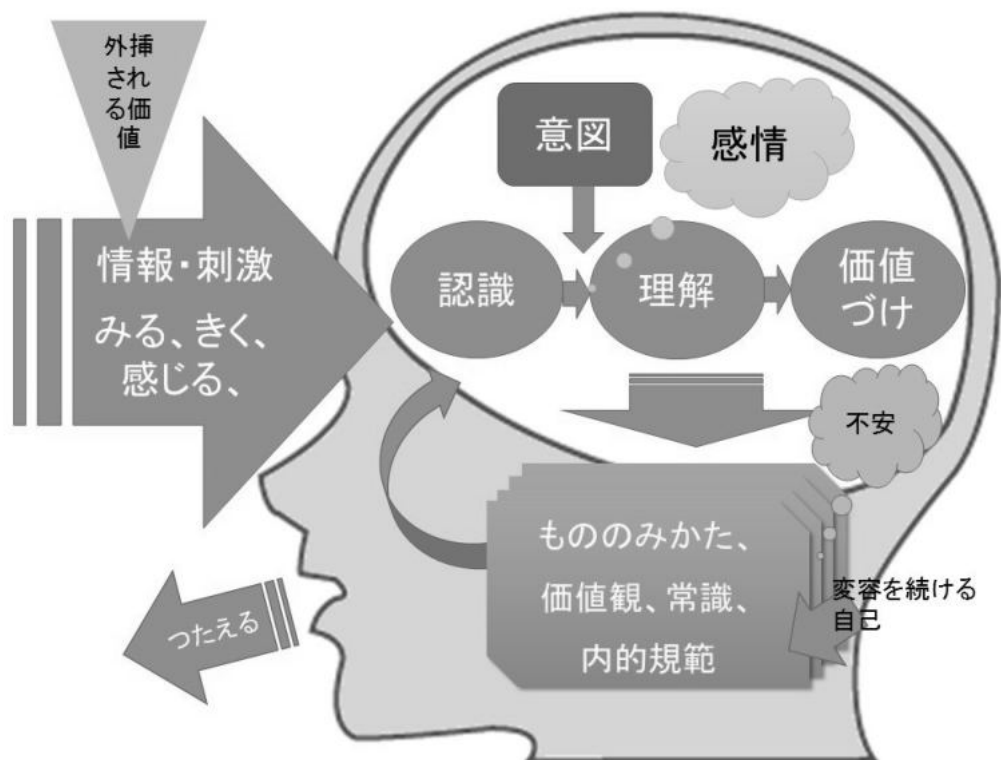 外挿
され
る価
値
情報・刺激
みる、きく、
感じる、
意図
感情
認識
理解
価値
づけ
不安
もののみかた、
価値観、常識、
内的規範
変容を続ける
自己
つたえる